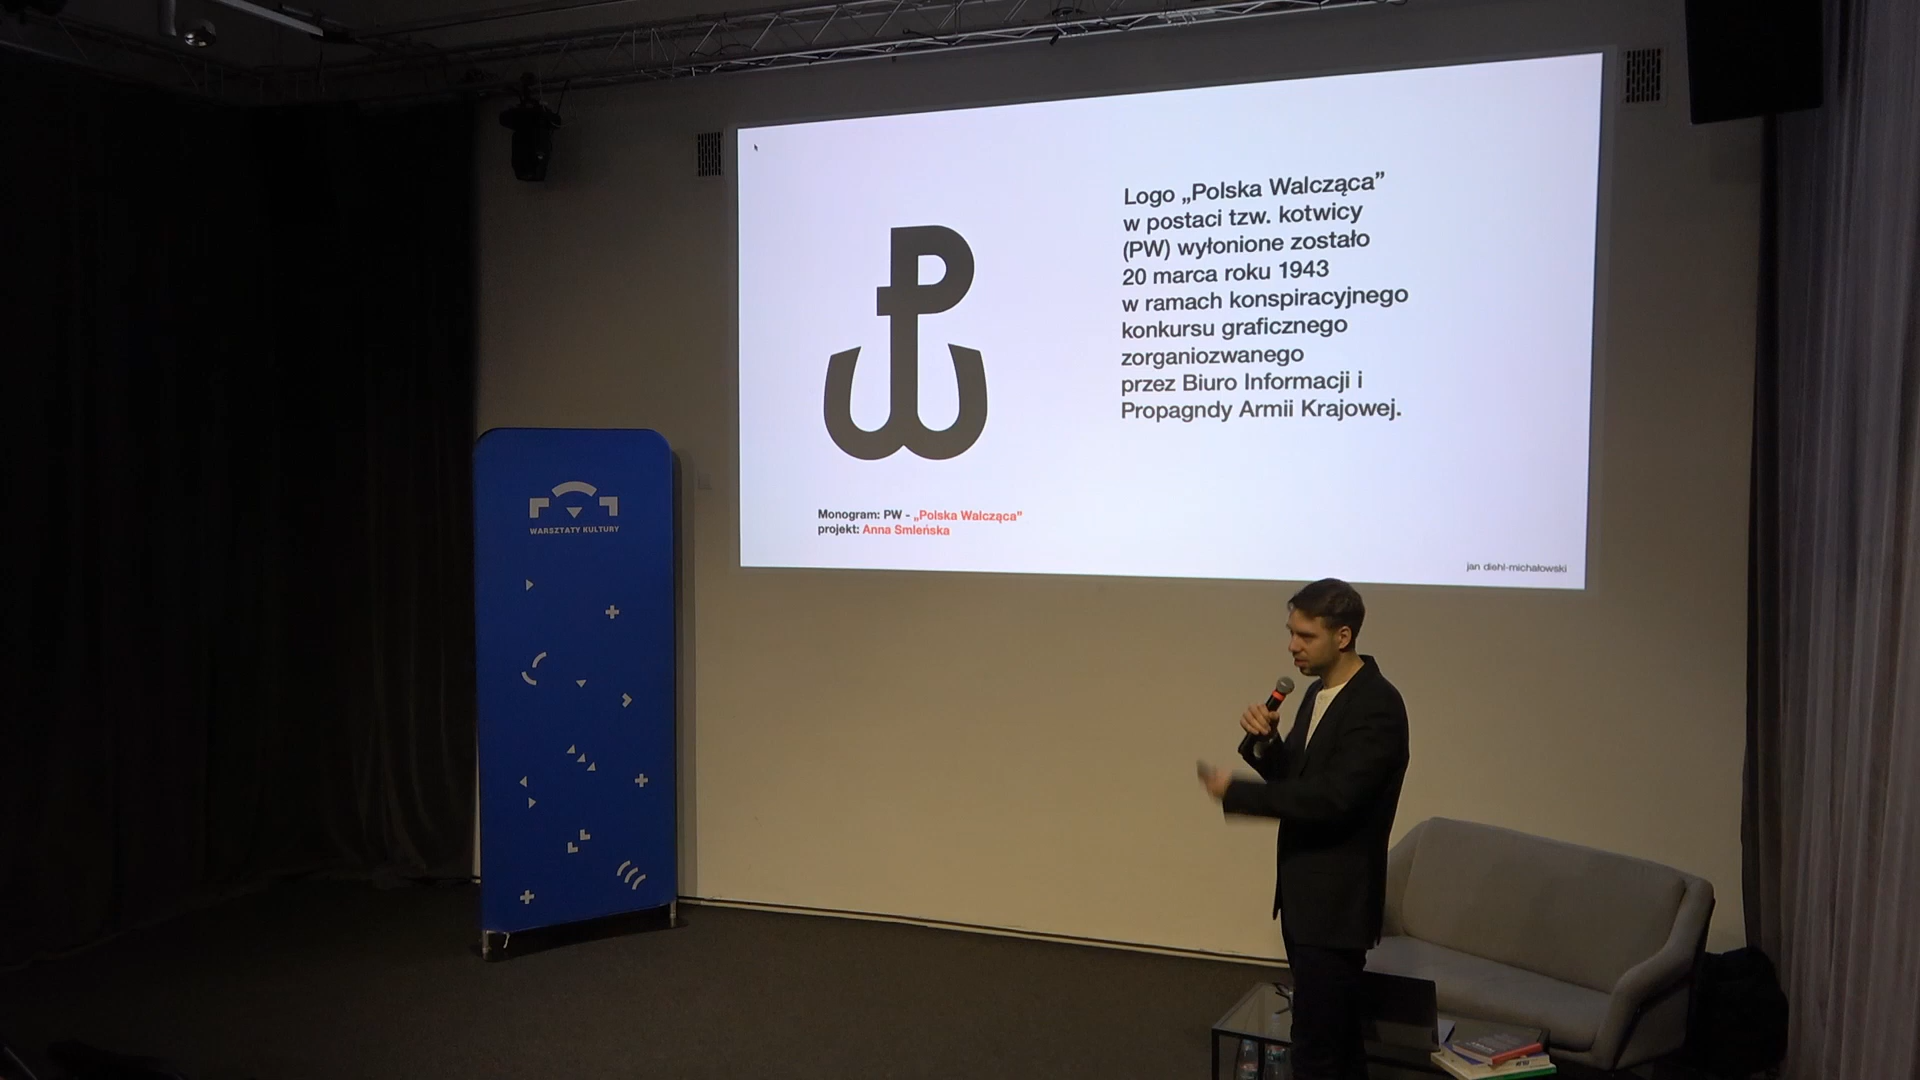 Logo „Polska Walcząca”
w postaci tzw. kotwicy
(PW) wyłonione zostało
20 marca roku 1943
w ramach konspiracyjnego
konkursu graficznego
zorganiozwanego
przez Biuro Informacji i
Propagndy Armii Krajowej.
Monogram: PW - „Polska Walcząca”
projekt: Anna Smleńska
jan diehl-michałowski
WARSZTATY KULTURY